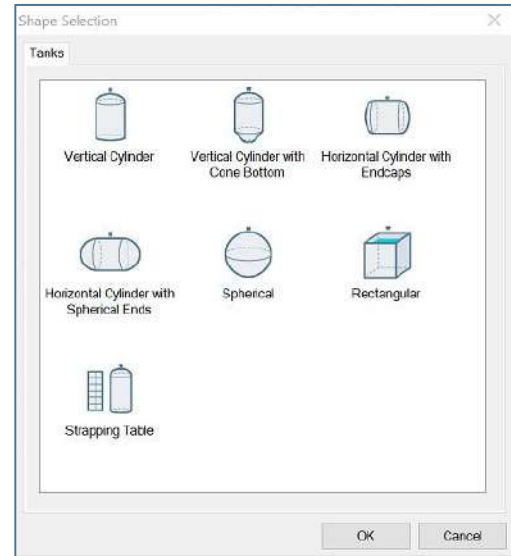 Shape Selection
Tanks
Vertical Cylinder
Vertical Cylinder with
Cone Bottom
Horizontal Cylinder with
Endcaps
Horizontal Cylinder with
Spherical Ends
Spherical
Rectangular
Strapping Table
OK
Cancel